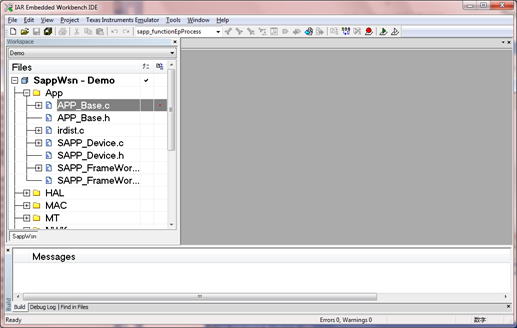 IAR Embedded Workbench IDE
File Edit View Project Texas Instruments Emulator Tools Window Help
sapp_functionEpProcess
Workspace
Demo
Files
SappWsn - Demo
App
APP_Base.c
APP_Base.h
irdist.c
SAPP_Device.c
SAPP_Device.h
SAPP_FrameWor...
SAPP_FrameWor...
HAL
MAC
MT
NWK
SappWsn
Messages
Build
Build Debug Log Find in Files
Ready Errors 0, Warnings 0 数字